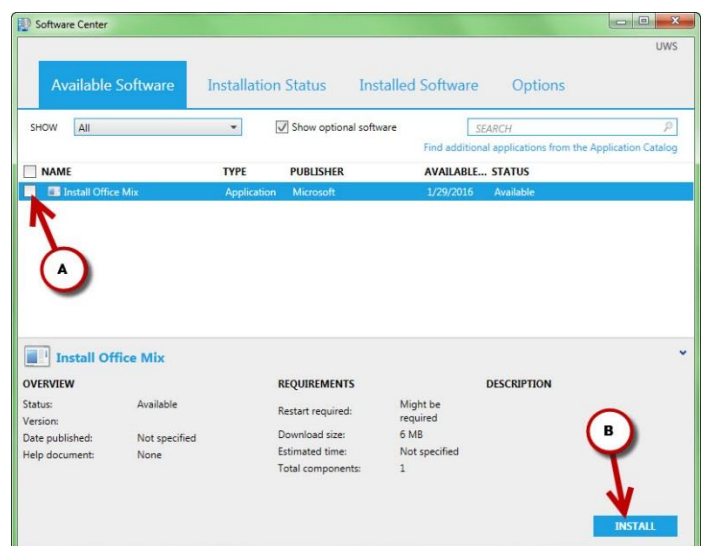 Software Center
UWS
Available Software Installation Status Installed Software Options
SHOW All Show optional software SEARCH
Find additional applications from the Application Catalog
NAME TYPE PUBLISHER AVAILABLE... STATUS
Install Office Mix Application Microsoft 1/29/2016 Available
A
Install Office Mix
OVERVIEW REQUIREMENTS DESCRIPTION
Status: Available Restart required: Might be required
Version:
Date published: Not specified Download size: 6 MB
Help document: None Estimated time: Not specified
Total components: 1
B
INSTALL